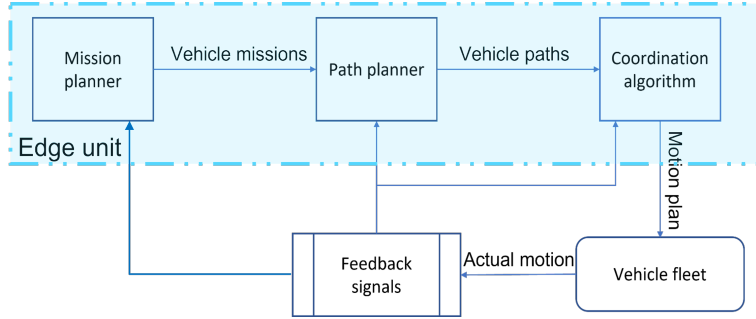 Mission
planner
Vehicle missions
Path planner
Vehicle paths
Coordination
algorithm
Edge unit
Motion plan
Feedback
signals
Actual motion
Vehicle fleet